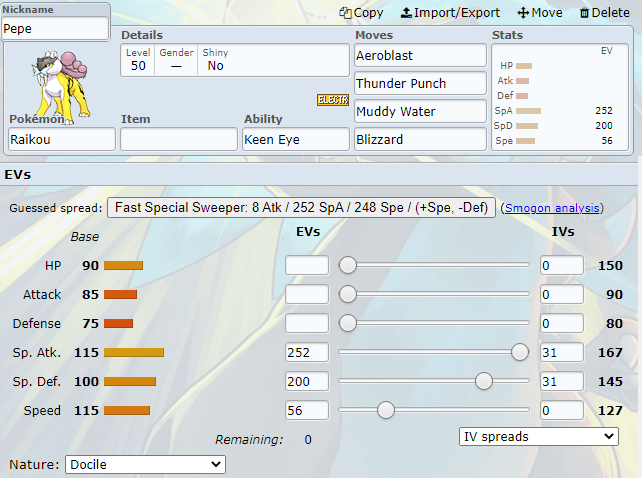 Nickname
Pepe
Copy Import/Export Move Delete
Details
Level Gender Shiny
50 — No
ELECTR
Pokémon
Raikou
Item
Ability
Keen Eye
Moves
Aeroblast
Thunder Punch
Muddy Water
Blizzard
Stats
EV
HP
Atk
Def
SpA 252
SpD 200
Spe 56
EVs
Guessed spread: Fast Special Sweeper: 8 Atk / 252 SpA / 248 Spe / (+Spe, -Def) (Smogon analysis)
Base EVs IVs
HP 90 0 150
Attack 85 0 90
Defense 75 0 80
Sp. Atk. 115 252 31 167
Sp. Def. 100 200 31 145
Speed 115 56 0 127
Remaining: 0 IV spreads
Nature: Docile